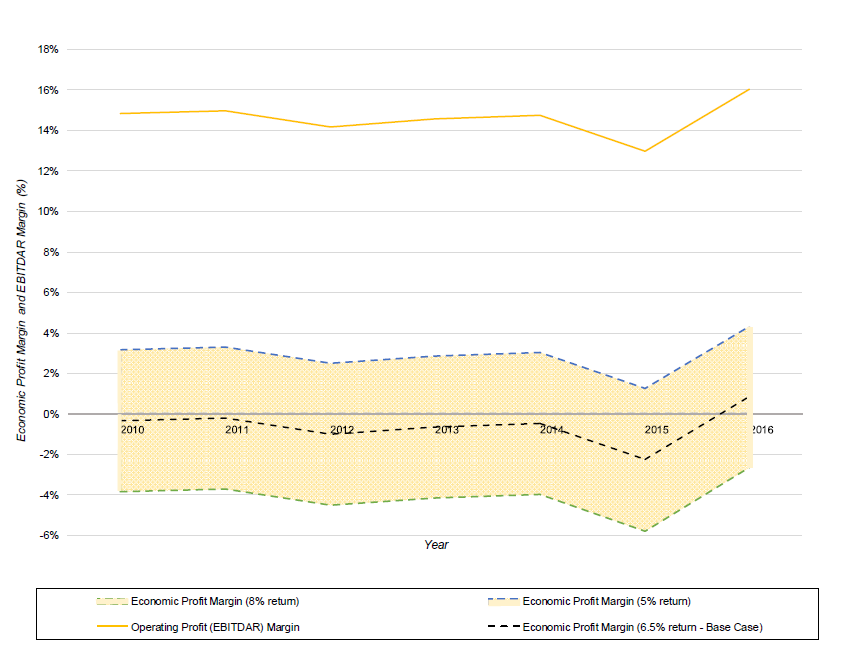 18%
16%
14%
12%
10%
8%
6%
4%
2%
0%
-2%
-4%
-6%
Economic Profit Margin and EBITDAR Margin (%)
2010 2011 2012 2013 2014 2015 2016
Year
Economic Profit Margin (8% return) Economic Profit Margin (5% return)
Operating Profit (EBITDAR) Margin Economic Profit Margin (6.5% return - Base Case)